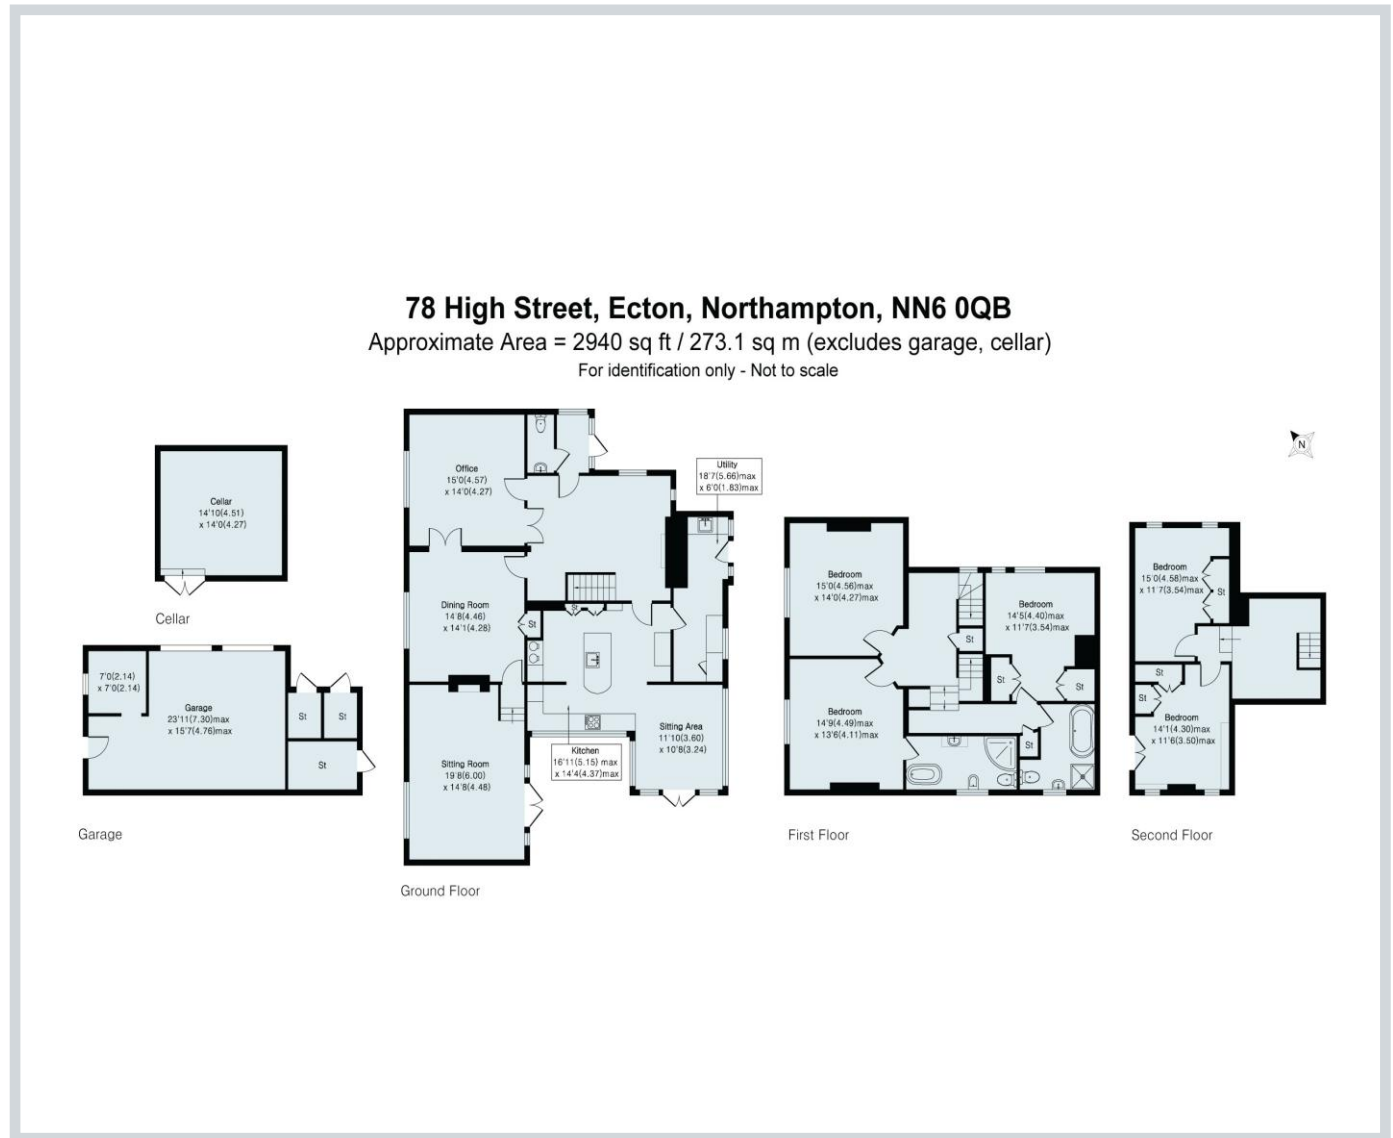 78 High Street, Ecton, Northampton, NN6 0QB
Approximate Area = 2940 sq ft / 273.1 sq m (excludes garage, cellar)
For identification only - Not to scale
N
Cellar
14'10(4.51)
x 14'0(4.27)
Cellar
7'0(2.14)
x 7'0(2.14)
Garage
23'11(7.30)max
x 15'7(4.76)max
St
St
St
Garage
Office
15'0(4.57)
x 14'0(4.27)
Utility
18'7(5.66)max
x 6'0(1.83)max
Dining Room
14'8(4.46)
x 14'1(4.28)
St
St
Sitting Room
19'8(6.00)
x 14'8(4.48)
Kitchen
16'11(5.15) max
x 14'4(4.37)max
Sitting Area
11'10(3.60)
x 10'8(3.24)
Ground Floor
Bedroom
15'0(4.56)max
x 14'0(4.27)max
Bedroom
14'5(4.40)max
x 11'7(3.54)max
St
St
St
Bedroom
14'9(4.49)max
x 13'6(4.11)max
St
First Floor
Bedroom
15'0(4.58)max
x 11'7(3.54)max
St
St
St
Bedroom
14'1(4.30)max
x 11'6(3.50)max
Second Floor